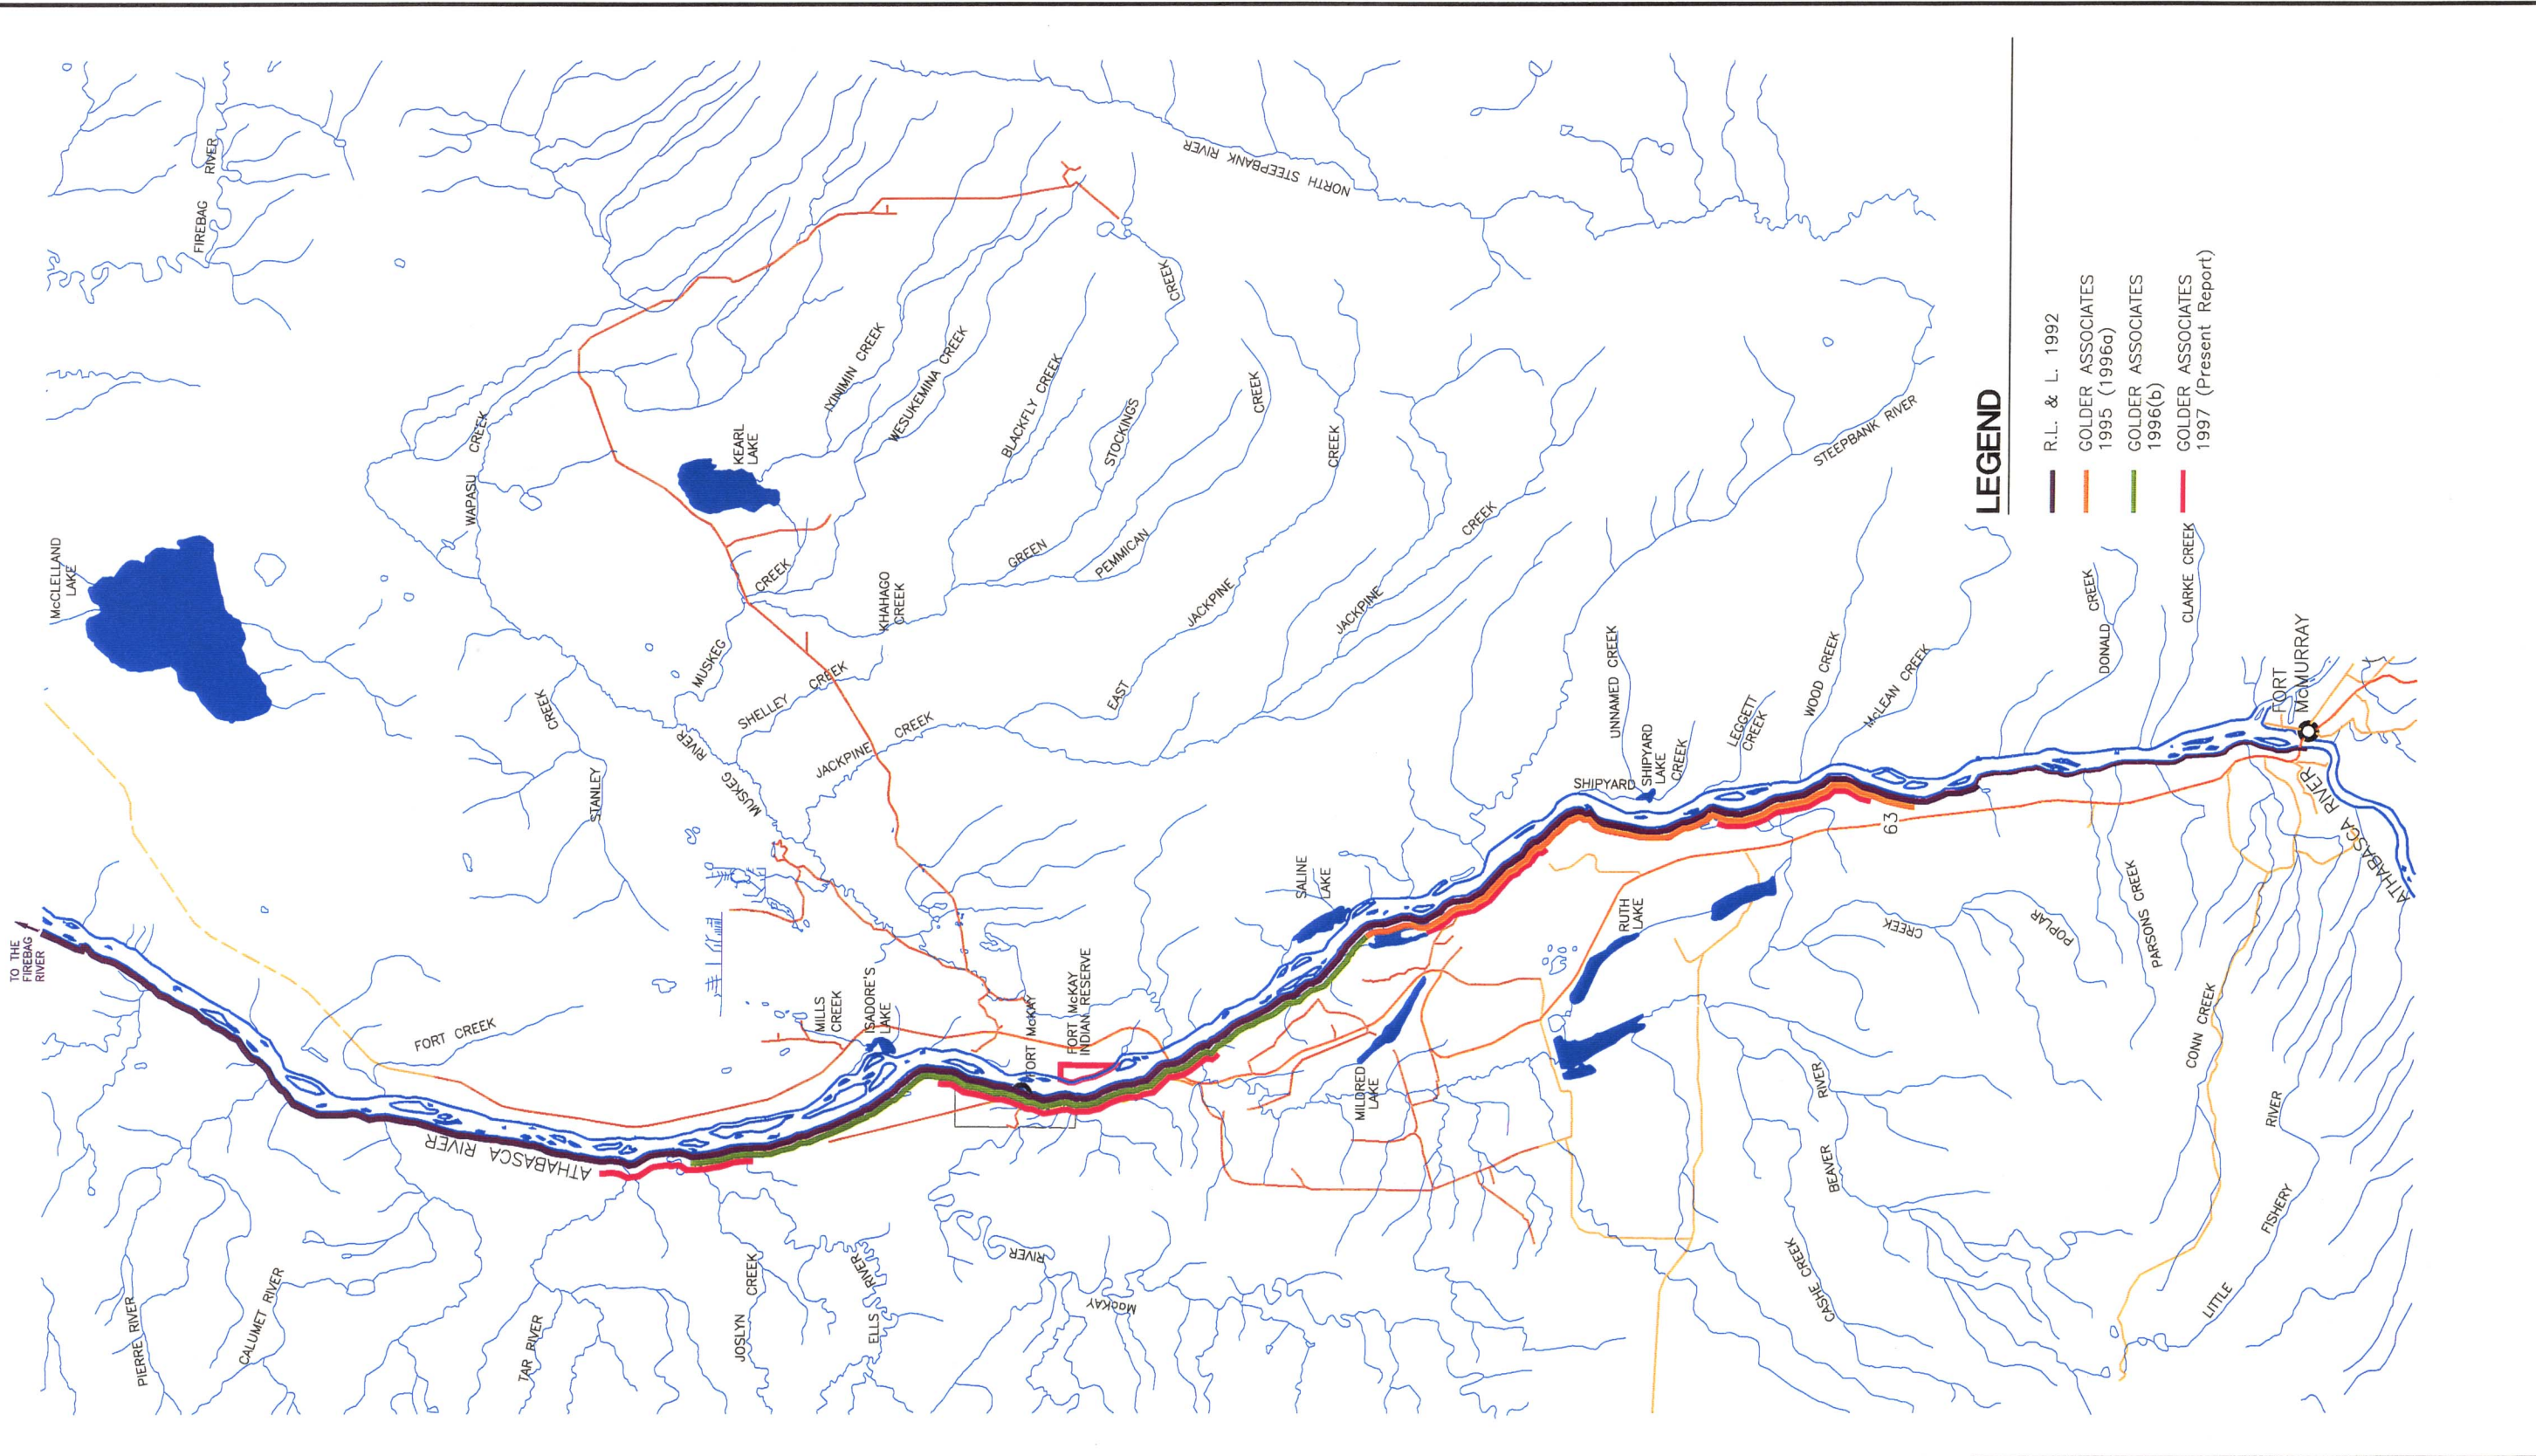 McCLELLAND
LAKE
FIREBAG
RIVER
TO THE
FIREBAG
RIVER
WAPASU
CREEK
KEARL
LAKE
IYINIMIN CREEK
WESUKEMINA CREEK
BLACKFLY CREEK
STOCKINGS
CREEK
GREEN
PEMMICAN
CREEK
NORTH STEEPBANK RIVER
MUSKEG
CREEK
KHAHAGO
CREEK
SHELLEY
CREEK
JACKPINE
CREEK
EAST
JACKPINE
CREEK
JACKPINE
CREEK
STANLEY
CREEK
MUSKEG
RIVER
FORT CREEK
MILLS
CREEK
ISADORE'S
LAKE
FORT McKAY
FORT McKAY
INDIAN RESERVE
SALINE
LAKE
UNNAMED CREEK
SHIPYARD
LAKE
SHIPYARD
CREEK
LEGGETT
CREEK
WOOD CREEK
McLEAN CREEK
STEEPBANK RIVER
DONALD
CREEK
CLARKE CREEK
FORT
McMURRAY
ATHABASCA RIVER
ATHABASCA RIVER
63
RUTH
LAKE
MILDRED
LAKE
POPLAR
CREEK
PARSONS CREEK
CONN CREEK
BEAVER
RIVER
CASHE CREEK
LITTLE
FISHERY
RIVER
PIERRE RIVER
CALUMET RIVER
TAR RIVER
JOSLYN
CREEK
ELLS
RIVER
MacKAY
RIVER
LEGEND
R.L. & L. 1992
GOLDER ASSOCIATES
1995 (1996a)
GOLDER ASSOCIATES
1996(b)
GOLDER ASSOCIATES
1997 (Present Report)